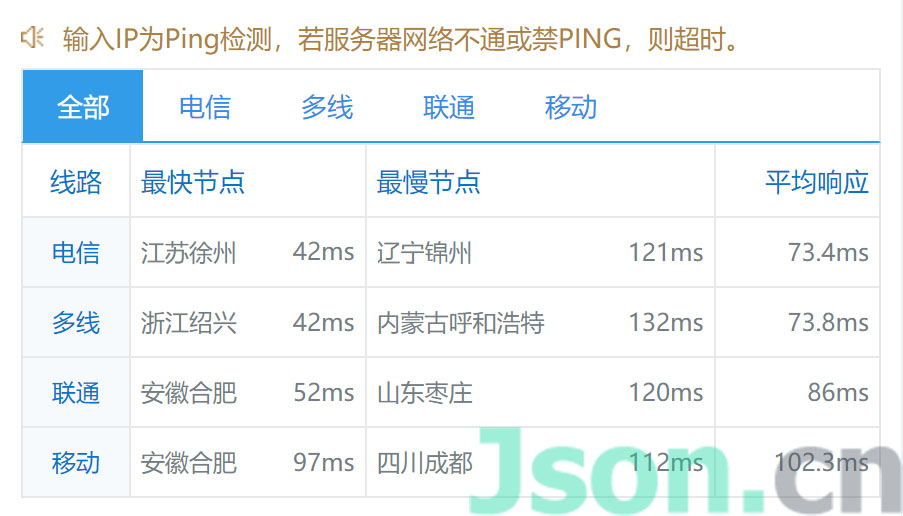 输入IP为Ping检测，若服务器网络不通或禁PING，则超时。
全部 电信 多线 联通 移动
线路 最快节点 最慢节点 平均响应
电信 江苏徐州 42ms 辽宁锦州 121ms 73.4ms
多线 浙江绍兴 42ms 内蒙古呼和浩特 132ms 73.8ms
联通 安徽合肥 52ms 山东枣庄 120ms 86ms
移动 安徽合肥 97ms 四川成都 112ms 102.3ms
Json.cn